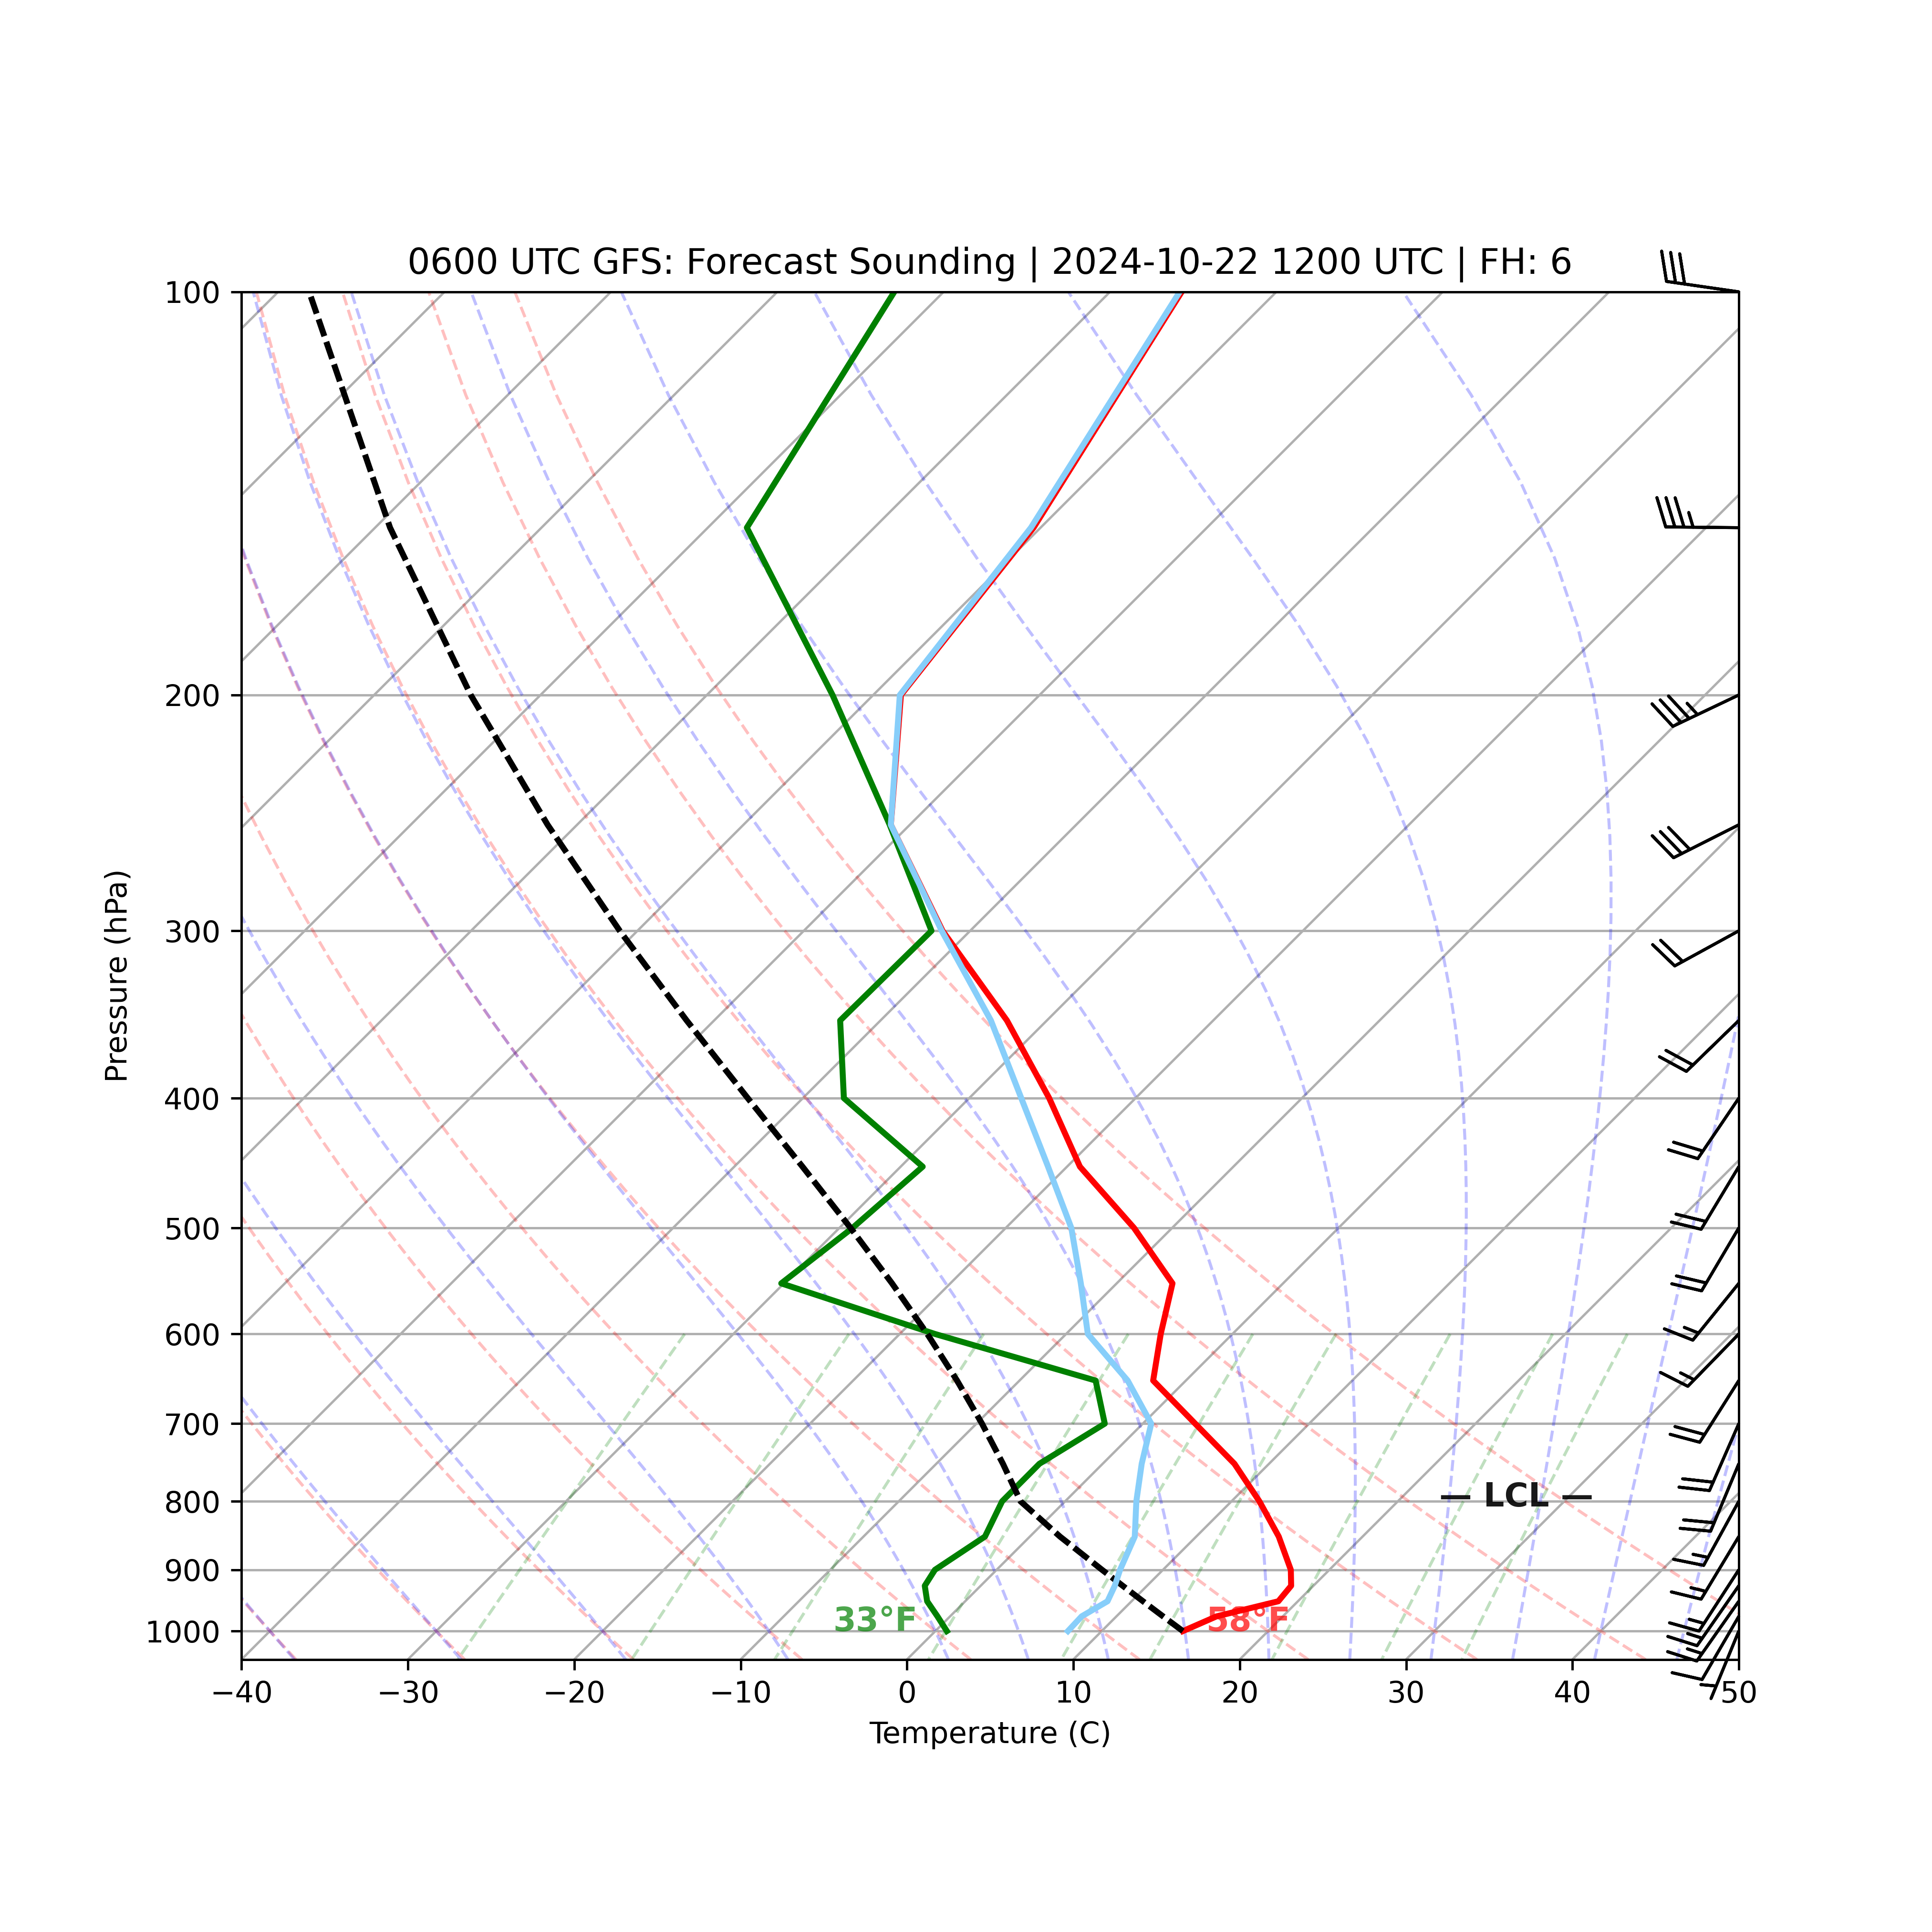 0600 UTC GFS: Forecast Sounding | 2024-10-22 1200 UTC | FH: 6
100
200
300
400
500
600
700
800
900
1000
Pressure (hPa)
— LCL —
33°F
58°F
−40 −30 −20 −10 0 10 20 30 40 50
Temperature (C)